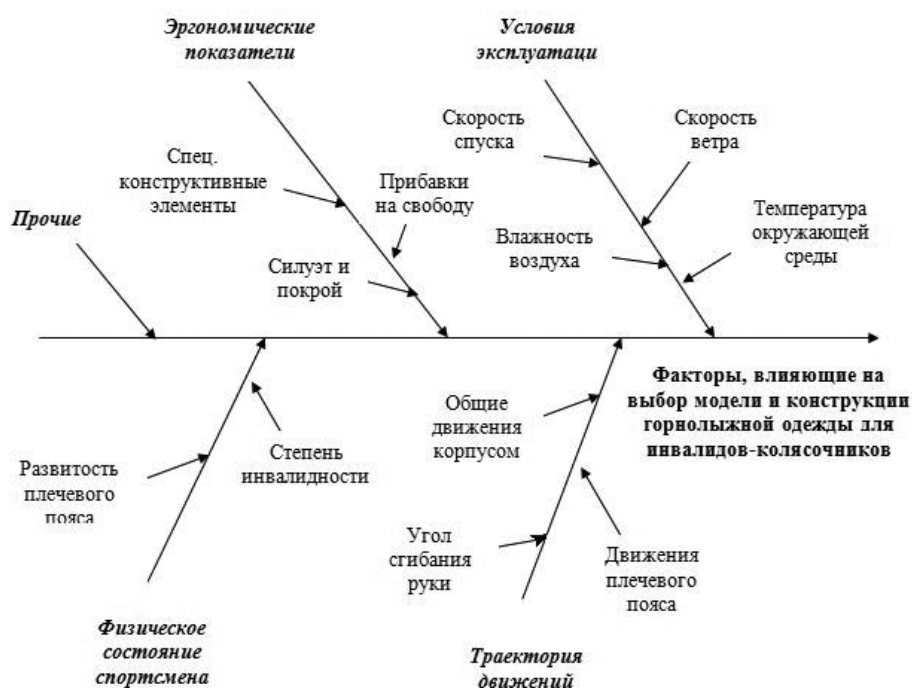 Эргономические
показатели
Условия
эксплуатаци
Скорость
спуска
Скорость
ветра
Спец.
конструктивные
элементы
Прибавки
на свободу
Прочие
Влажность
воздуха
Температура
окружающей
среды
Силуэт и
покрой
Факторы, влияющие на
выбор модели и конструкции
горнолыжной одежды для
инвалидов-колясочников
Общие
движения
корпусом
Степень
инвалидности
Развитость
плечевого
пояса
Угол
сгибания
руки
Движения
плечевого
пояса
Физическое
состояние
спортсмена
Траектория
движений